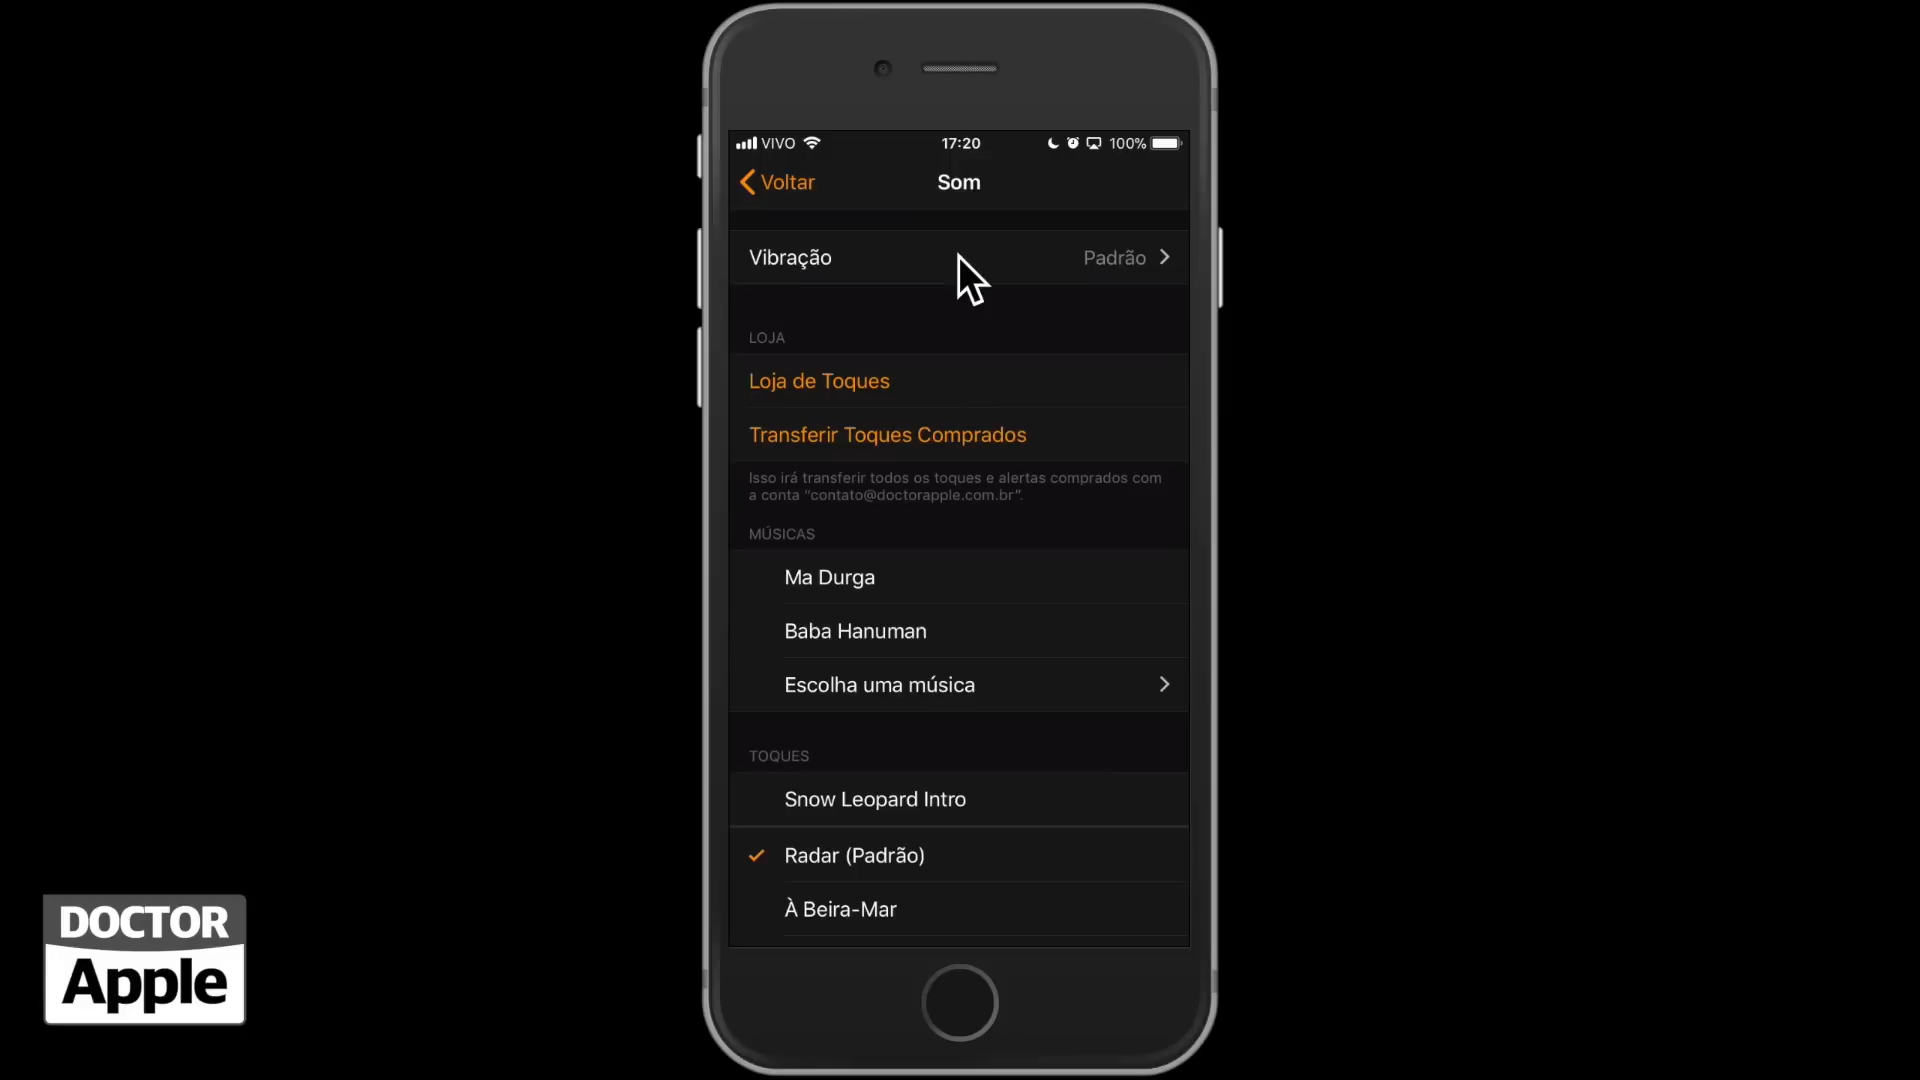 VIVO 17:20 100%
Voltar Som
Vibração Padrão
LOJA
Loja de Toques
Transferir Toques Comprados
Isso irá transferir todos os toques e alertas comprados com
a conta “contato@doctorapple.com.br”.
MÚSICAS
Ma Durga
Baba Hanuman
Escolha uma música
TOQUES
Snow Leopard Intro
Radar (Padrão)
À Beira-Mar
DOCTOR
Apple